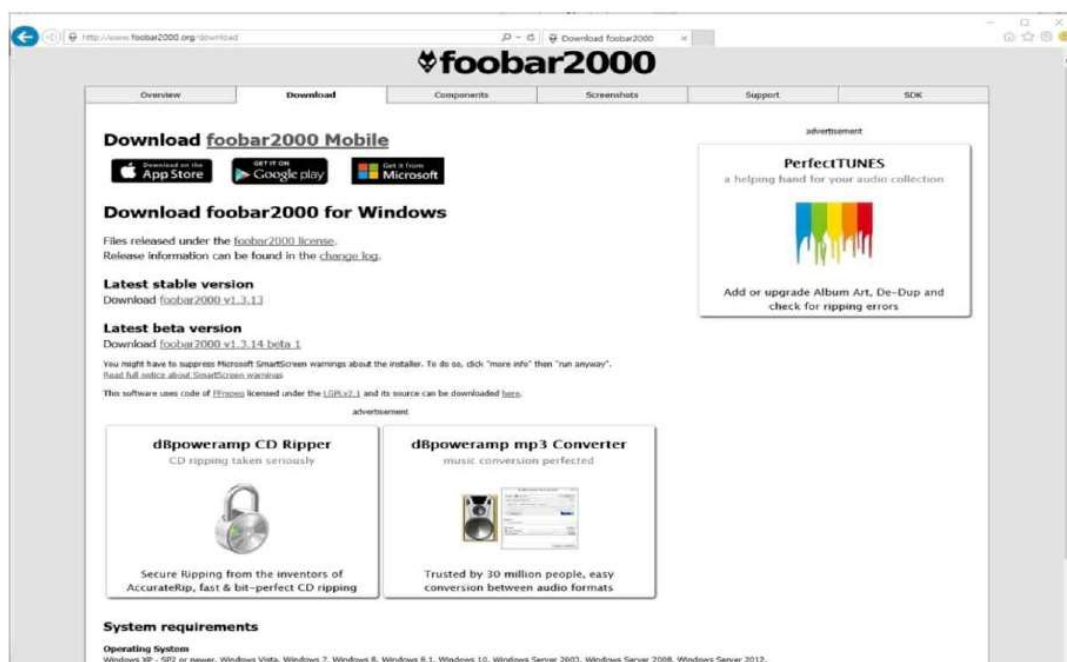 http://www.foobar2000.org/download
Download foobar2000
foobar2000
Overview
Download
Components
Screenshots
Support
SDK
Download foobar2000 Mobile
Download on the
App Store
GET IT ON
Google play
Get it from
Microsoft
Download foobar2000 for Windows
Files released under the foobar2000 license.
Release information can be found in the change log.
Latest stable version
Download foobar2000 v1.3.13
Latest beta version
Download foobar2000 v1.3.14 beta 1
You might have to suppress Microsoft SmartScreen warnings about the installer. To do so, click "more info" then "run anyway".
Read full notice about SmartScreen warnings
This software uses code of FFmpeg licensed under the LGPLv2.1 and its source can be downloaded here.
advertisement
PerfectTUNES
a helping hand for your audio collection
Add or upgrade Album Art, De-Dup and
check for ripping errors
advertisement
dBpoweramp CD Ripper
CD ripping taken seriously
Secure Ripping from the inventors of
AccurateRip, fast & bit-perfect CD ripping
dBpoweramp mp3 Converter
music conversion perfected
Trusted by 30 million people, easy
conversion between audio formats
System requirements
Operating System
Windows XP - SP2 or newer, Windows Vista, Windows 7, Windows 8, Windows 8.1, Windows 10, Windows Server 2003, Windows Server 2008, Windows Server 2012.